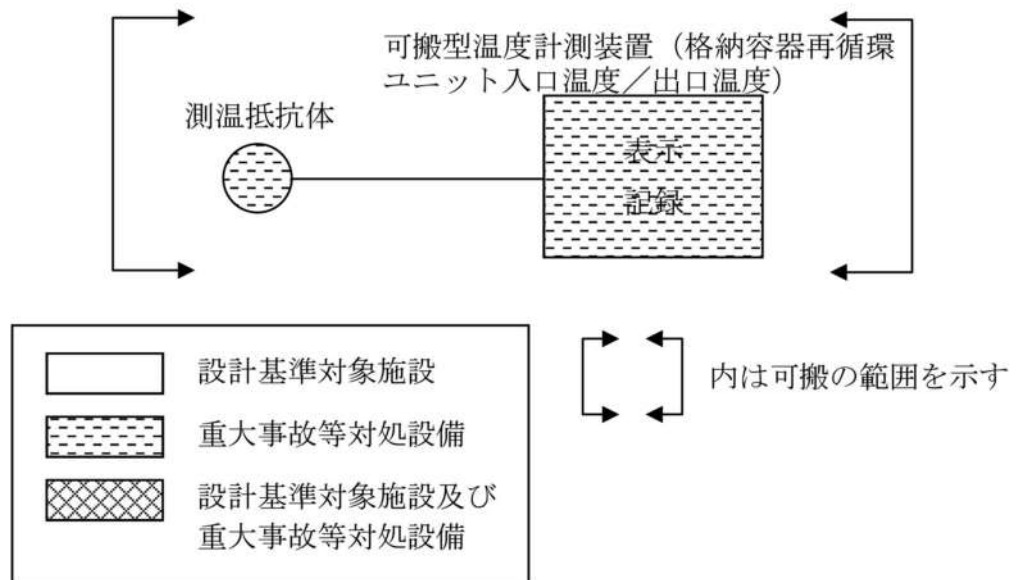 可搬型温度計測装置（格納容器再循環
ユニット入口温度／出口温度）
測温抵抗体
表示
記録
設計基準対象施設
重大事故等対処設備
設計基準対象施設及び
重大事故等対処設備
内は可搬の範囲を示す